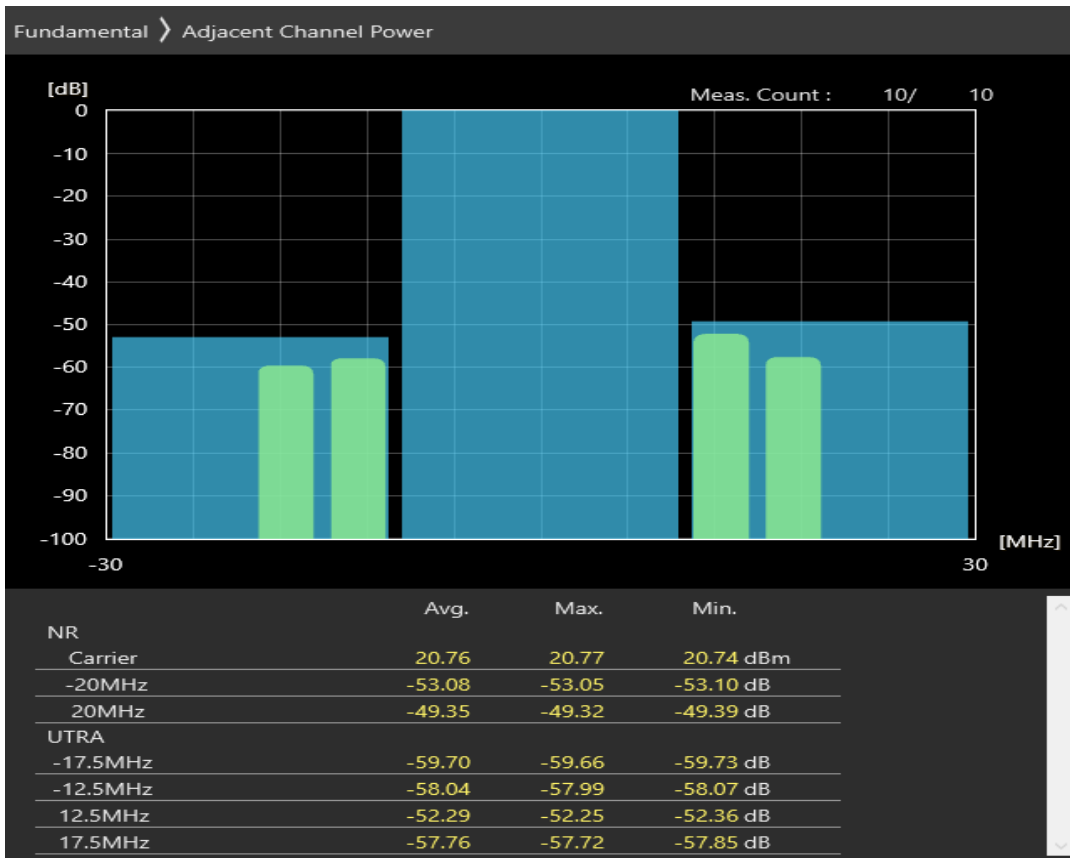 Fundamental 》 Adjacent Channel Power
[dB]
Meas. Count : 10/ 10
0
-10
-20
-30
-40
-50
-60
-70
-80
-90
-100
[MHz]
-30 30
Avg. Max. Min.
NR
Carrier 20.76 20.77 20.74 dBm
-20MHz -53.08 -53.05 -53.10 dB
20MHz -49.35 -49.32 -49.39 dB
UTRA
-17.5MHz -59.70 -59.66 -59.73 dB
-12.5MHz -58.04 -57.99 -58.07 dB
12.5MHz -52.29 -52.25 -52.36 dB
17.5MHz -57.76 -57.72 -57.85 dB